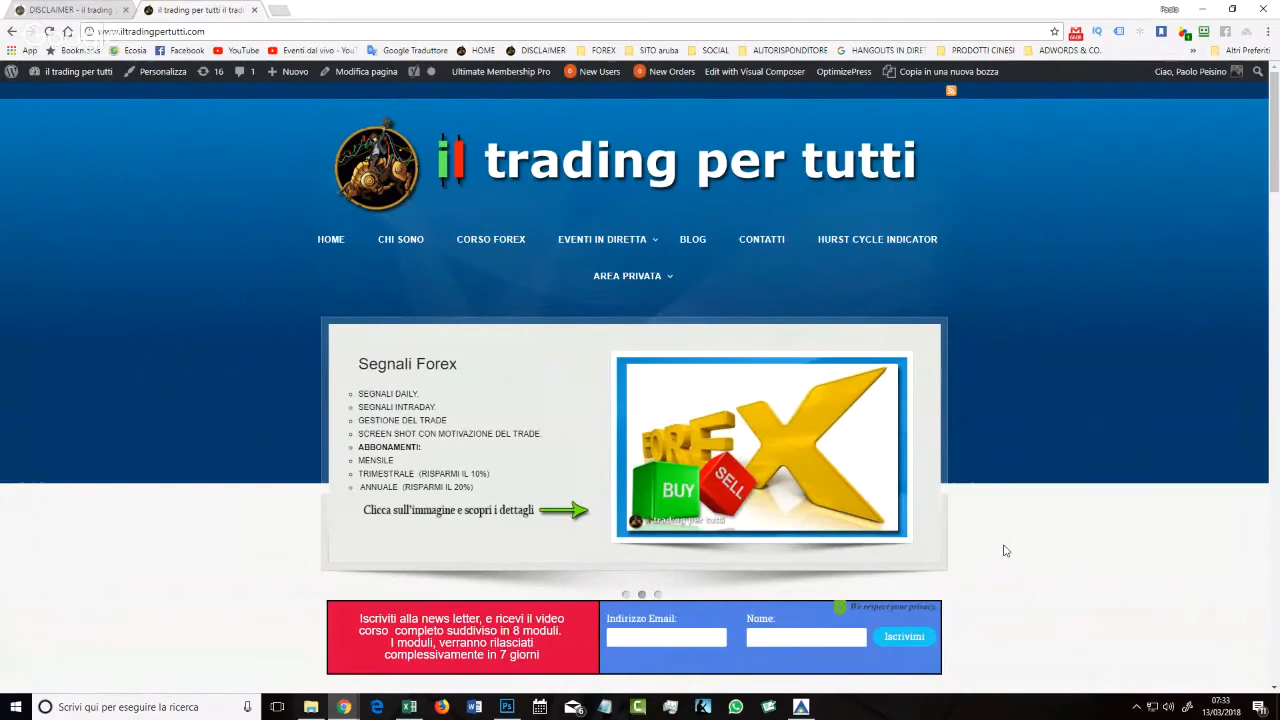 DISCLAIMER – il trading
il trading per tutti il trad
Paolo
www.iltradingpertutti.com
App
Bookm
Ecosia
Facebook
YouTube
Eventi dal vivo! - You
Google Traduttore
HOME
DISCLAIMER
FOREX
SITO aruba
SOCIAL
AUTORISPONDITORE
HANGOUTS IN DIRET
PRODOTTI CINESI
ADWORDS & CO.
Altri Preferiti
il trading per tutti
Personalizza
16
1
Nuovo
Modifica pagina
Ultimate Membership Pro
0 New Users
0 New Orders
Edit with Visual Composer
OptimizePress
Copia in una nuova bozza
Ciao, Paolo Peisino
il trading per tutti
HOME
CHI SONO
CORSO FOREX
EVENTI IN DIRETTA
BLOG
CONTATTI
HURST CYCLE INDICATOR
AREA PRIVATA
Segnali Forex
SEGNALI DAILY.
SEGNALI INTRADAY.
GESTIONE DEL TRADE
SCREEN SHOT CON MOTIVAZIONE DEL TRADE.
ABBONAMENTI:
MENSILE
TRIMESTRALE (RISPARMI IL 10%)
ANNUALE (RISPARMI IL 20%)
Clicca sull'immagine e scopri i dettagli
FOREX
BUY
SELL
il trading per tutti
Iscriviti alla news letter, e ricevi il video
corso completo suddiviso in 8 moduli.
I moduli, verranno rilasciati
complessivamente in 7 giorni
We respect your privacy.
Indirizzo Email:
Nome:
Iscrivimi
Scrivi qui per eseguire la ricerca
07:33
13/03/2018